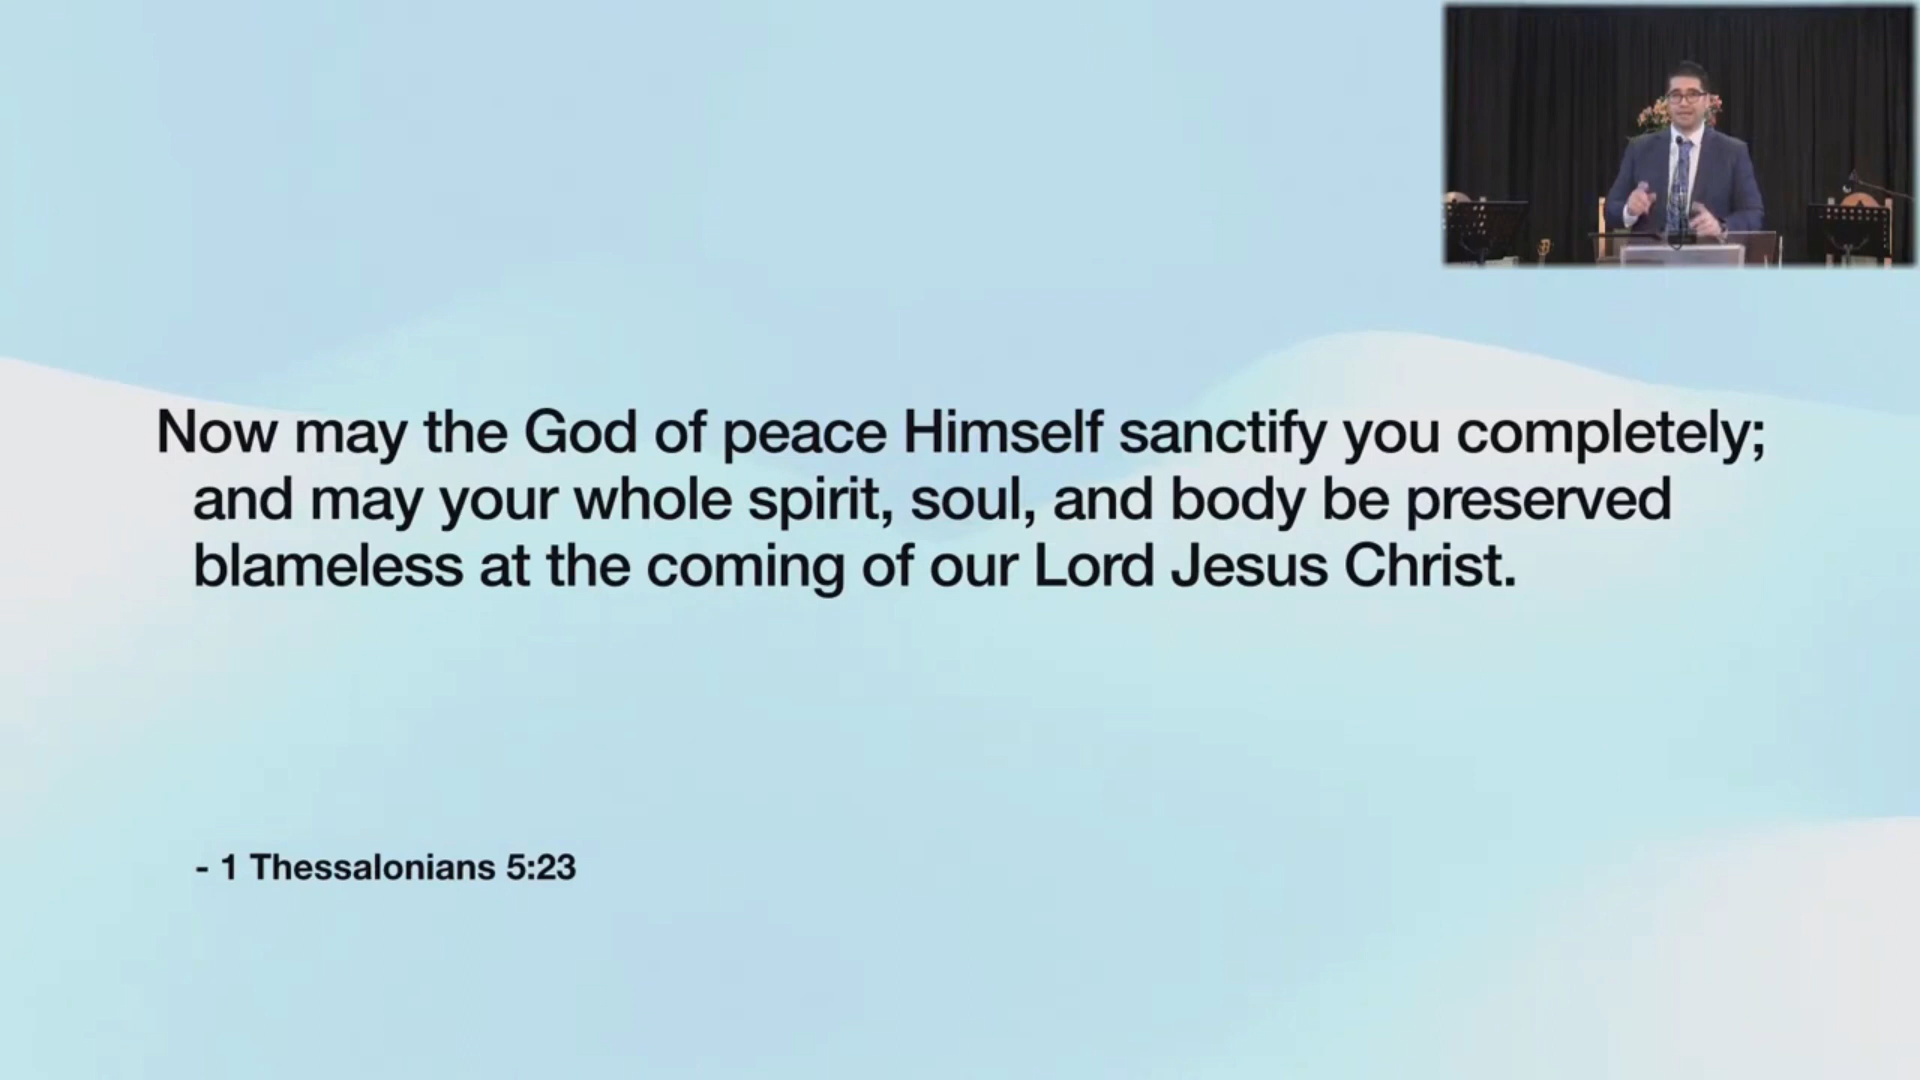 Now may the God of peace Himself sanctify you completely;
and may your whole spirit, soul, and body be preserved
blameless at the coming of our Lord Jesus Christ.
- 1 Thessalonians 5:23